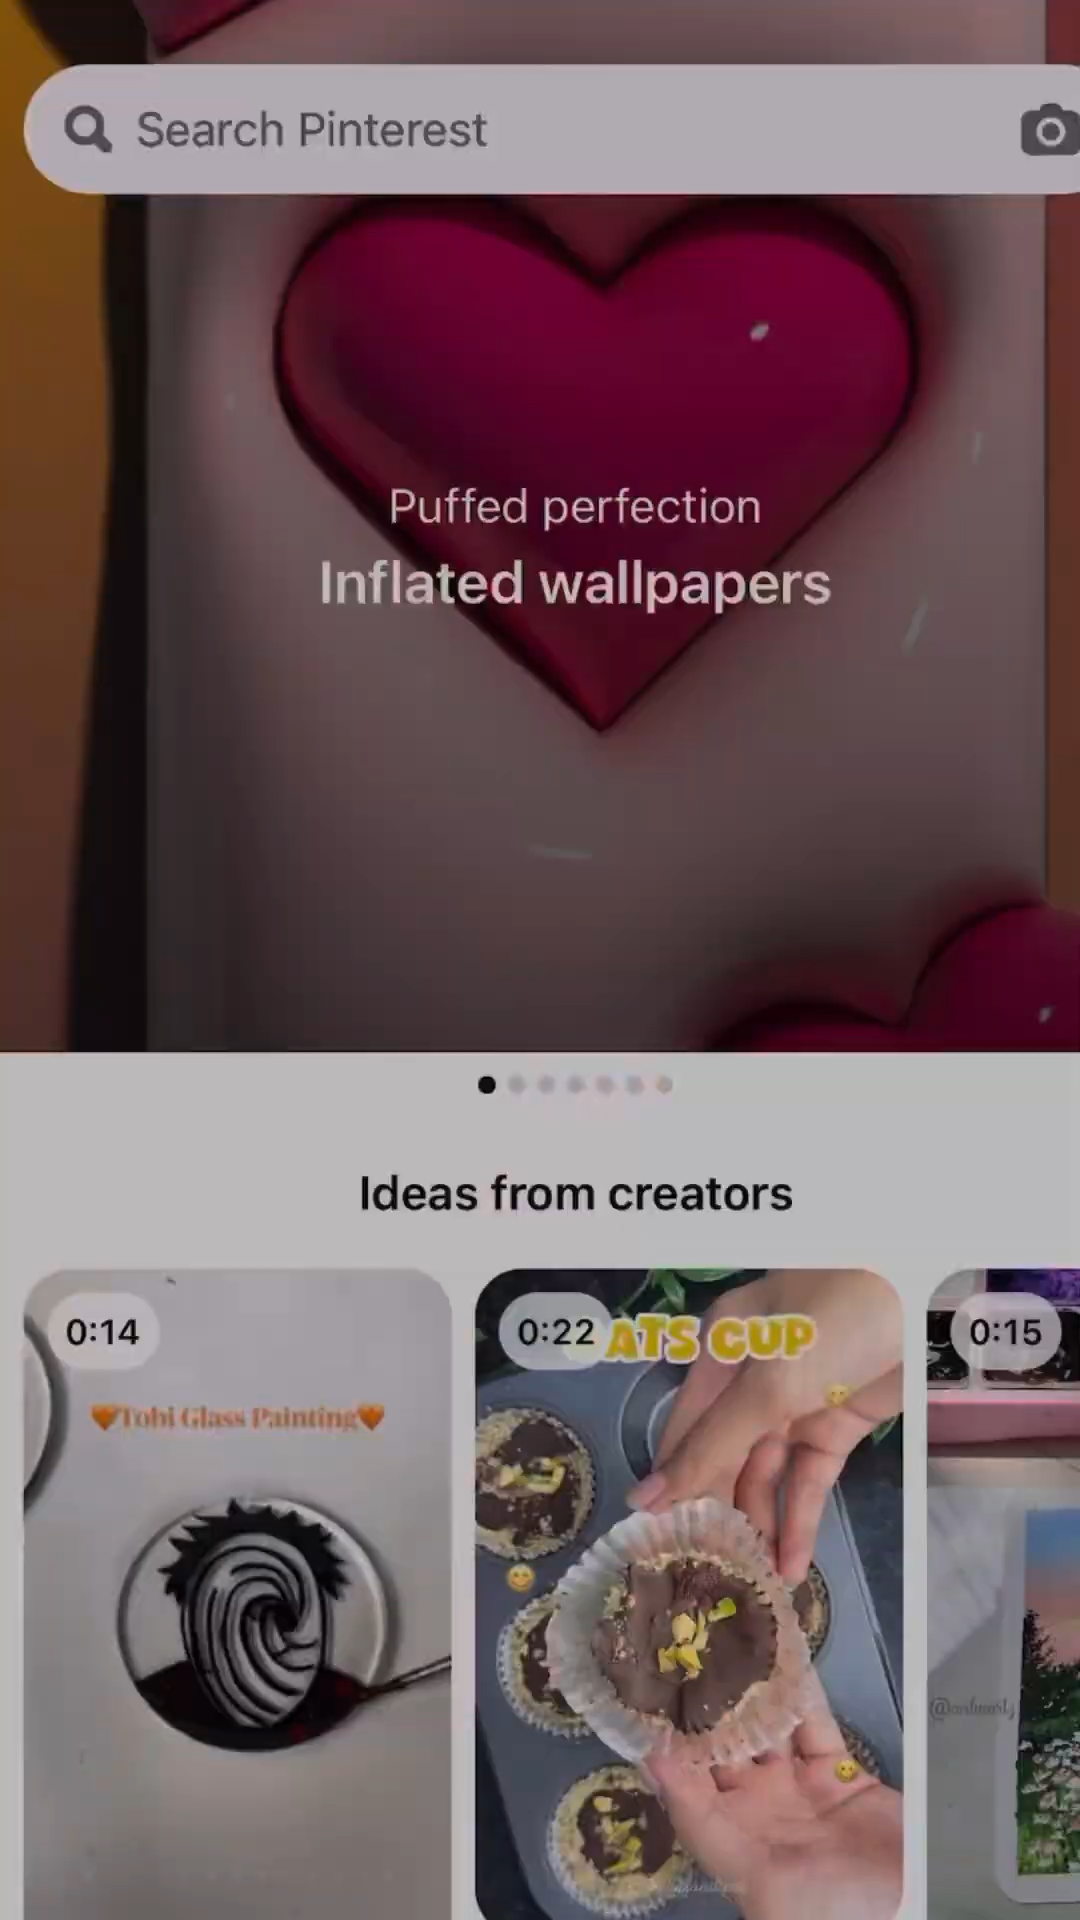 Search Pinterest
Puffed perfection
Inflated wallpapers
Ideas from creators
0:14
Tobi Glass Painting
0:22
ATS CUP
0:15